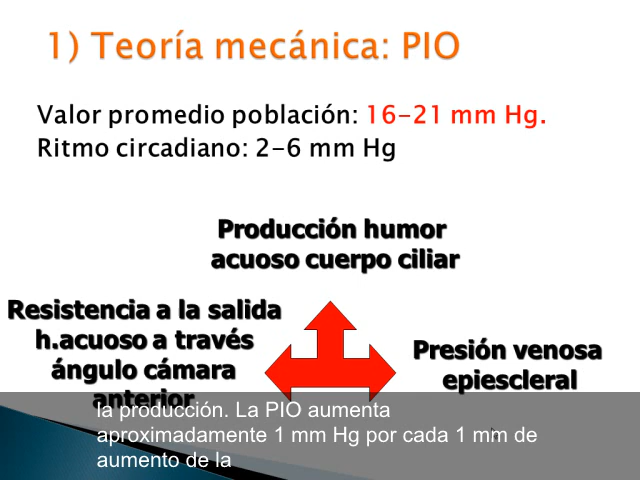 1) Teoría mecánica: PIO
Valor promedio población: 16-21 mm Hg.
Ritmo circadiano: 2-6 mm Hg
Producción humor
acuoso cuerpo ciliar
Resistencia a la salida
h.acuoso a través
ángulo cámara
anterior
Presión venosa
epiescleral
la producción. La PIO aumenta
aproximadamente 1 mm Hg por cada 1 mm de
aumento de la